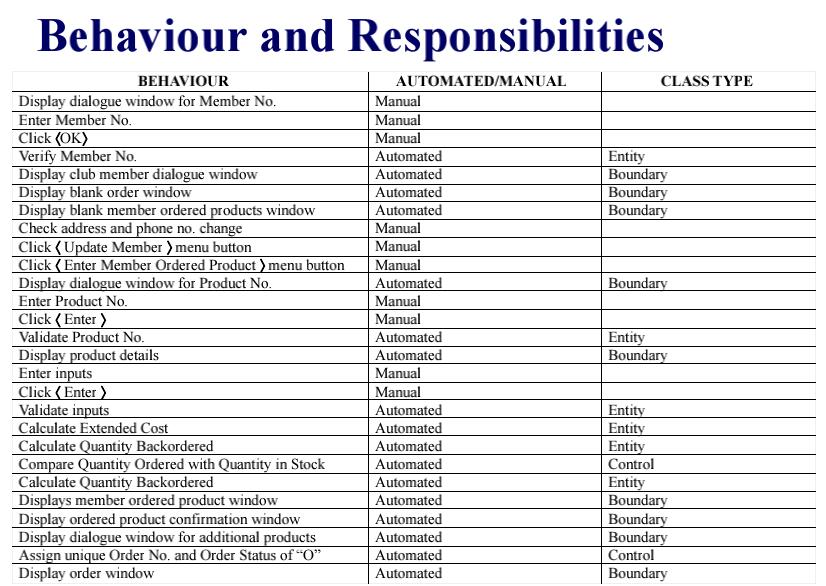 Behaviour and Responsibilities
BEHAVIOUR AUTOMATED/MANUAL CLASS TYPE
Display dialogue window for Member No. Manual
Enter Member No. Manual
Click 〈OK〉 Manual
Verify Member No. Automated Entity
Display club member dialogue window Automated Boundary
Display blank order window Automated Boundary
Display blank member ordered products window Automated Boundary
Check address and phone no. change Manual
Click 〈 Update Member 〉 menu button Manual
Click 〈 Enter Member Ordered Product 〉 menu button Manual
Display dialogue window for Product No. Automated Boundary
Enter Product No. Manual
Click 〈 Enter 〉 Manual
Validate Product No. Automated Entity
Display product details Automated Boundary
Enter inputs Manual
Click 〈 Enter 〉 Manual
Validate inputs Automated Entity
Calculate Extended Cost Automated Entity
Calculate Quantity Backordered Automated Entity
Compare Quantity Ordered with Quantity in Stock Automated Control
Calculate Quantity Backordered Automated Entity
Displays member ordered product window Automated Boundary
Display ordered product confirmation window Automated Boundary
Display dialogue window for additional products Automated Boundary
Assign unique Order No. and Order Status of “O” Automated Control
Display order window Automated Boundary